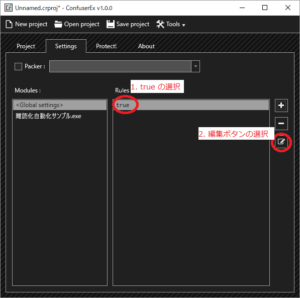 Unnamed.crproj* - ConfuserEx v1.0.0
New project
Open project
Save project
Tools
Project
Settings
Protect!
About
Packer :
Modules :
Rules
<Global settings>
難読化自動化サンプル.exe
1. true の選択
true
2. 編集ボタンの選択